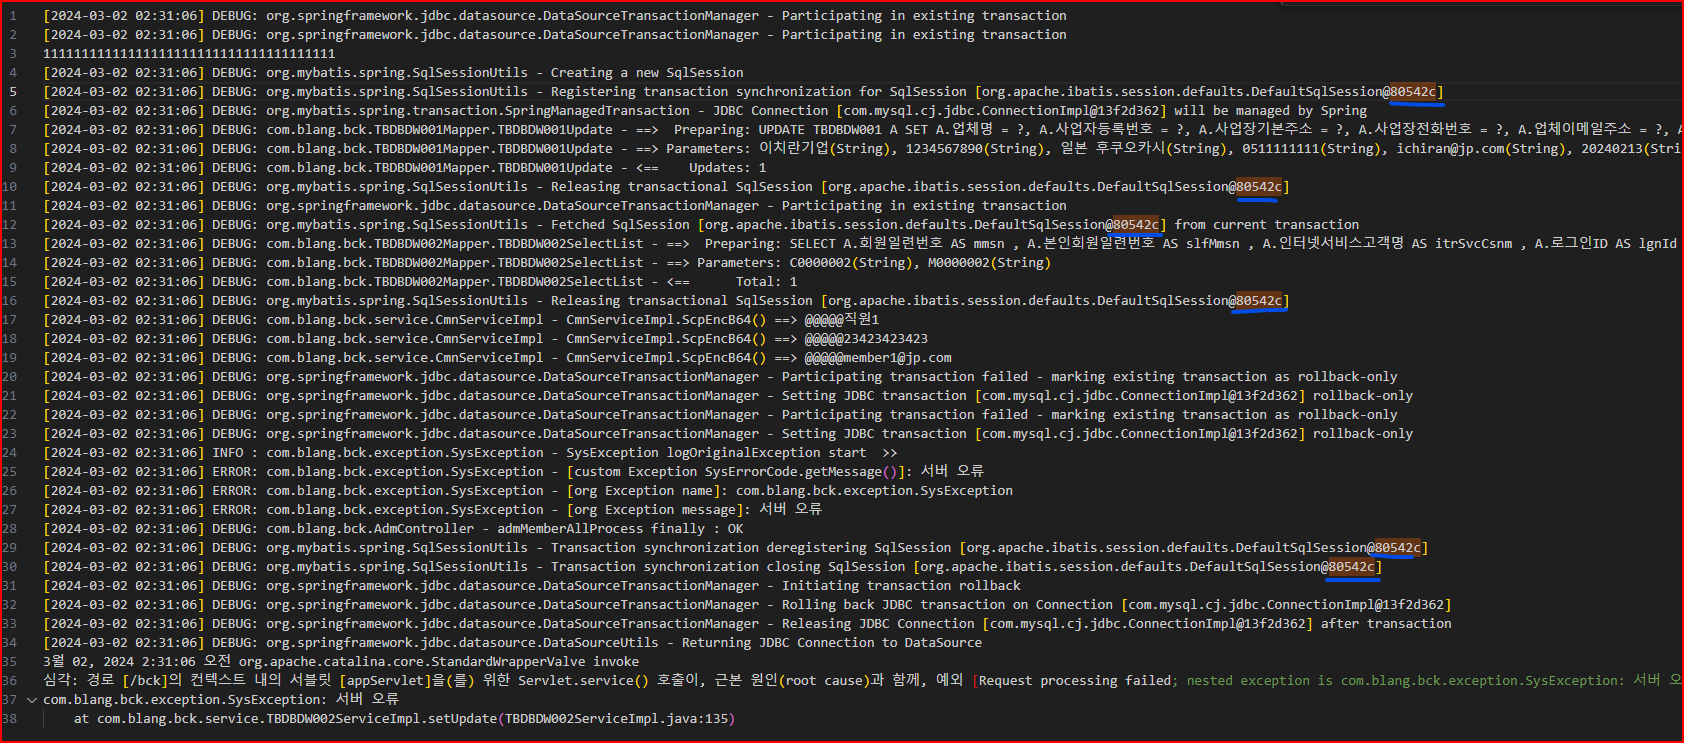 1 [2024-03-02 02:31:06] DEBUG: org.springframework.jdbc.datasource.DataSourceTransactionManager - Participating in existing transaction
2 [2024-03-02 02:31:06] DEBUG: org.springframework.jdbc.datasource.DataSourceTransactionManager - Participating in existing transaction
3 11111111111111111111111111111111111111
4 [2024-03-02 02:31:06] DEBUG: org.mybatis.spring.SqlSessionUtils - Creating a new SqlSession
5 [2024-03-02 02:31:06] DEBUG: org.mybatis.spring.SqlSessionUtils - Registering transaction synchronization for SqlSession [org.apache.ibatis.session.defaults.DefaultSqlSession@80542c]
6 [2024-03-02 02:31:06] DEBUG: org.mybatis.spring.transaction.SpringManagedTransaction - JDBC Connection [com.mysql.cj.jdbc.ConnectionImpl@13f2d362] will be managed by Spring
7 [2024-03-02 02:31:06] DEBUG: com.blang.bck.TBDBDW001Mapper.TBDBDW001Update - ==>  Preparing: UPDATE TBDBDW001 A SET A.업체명 = ?, A.사업자등록번호 = ?, A.사업장기본주소 = ?, A.사업장전화번호 = ?, A.업체이메일주소 = ?,
8 [2024-03-02 02:31:06] DEBUG: com.blang.bck.TBDBDW001Mapper.TBDBDW001Update - ==> Parameters: 이치란기업(String), 1234567890(String), 일본 후쿠오카시(String), 0511111111(String), ichiran@jp.com(String), 20240213(Stri
9 [2024-03-02 02:31:06] DEBUG: com.blang.bck.TBDBDW001Mapper.TBDBDW001Update - <==    Updates: 1
10 [2024-03-02 02:31:06] DEBUG: org.mybatis.spring.SqlSessionUtils - Releasing transactional SqlSession [org.apache.ibatis.session.defaults.DefaultSqlSession@80542c]
11 [2024-03-02 02:31:06] DEBUG: org.springframework.jdbc.datasource.DataSourceTransactionManager - Participating in existing transaction
12 [2024-03-02 02:31:06] DEBUG: org.mybatis.spring.SqlSessionUtils - Fetched SqlSession [org.apache.ibatis.session.defaults.DefaultSqlSession@80542c] from current transaction
13 [2024-03-02 02:31:06] DEBUG: com.blang.bck.TBDBDW002Mapper.TBDBDW002SelectList - ==>  Preparing: SELECT A.회원일련번호 AS mmsn , A.본인회원일련번호 AS slfMmsn , A.인터넷서비스고객명 AS itrSvcCsnm , A.로그인ID AS lgnId
14 [2024-03-02 02:31:06] DEBUG: com.blang.bck.TBDBDW002Mapper.TBDBDW002SelectList - ==> Parameters: C0000002(String), M0000002(String)
15 [2024-03-02 02:31:06] DEBUG: com.blang.bck.TBDBDW002Mapper.TBDBDW002SelectList - <==      Total: 1
16 [2024-03-02 02:31:06] DEBUG: org.mybatis.spring.SqlSessionUtils - Releasing transactional SqlSession [org.apache.ibatis.session.defaults.DefaultSqlSession@80542c]
17 [2024-03-02 02:31:06] DEBUG: com.blang.bck.service.CmnServiceImpl - CmnServiceImpl.ScpEncB64() ==> @@@@@직원1
18 [2024-03-02 02:31:06] DEBUG: com.blang.bck.service.CmnServiceImpl - CmnServiceImpl.ScpEncB64() ==> @@@@@23423423423
19 [2024-03-02 02:31:06] DEBUG: com.blang.bck.service.CmnServiceImpl - CmnServiceImpl.ScpEncB64() ==> @@@@@member1@jp.com
20 [2024-03-02 02:31:06] DEBUG: org.springframework.jdbc.datasource.DataSourceTransactionManager - Participating transaction failed - marking existing transaction as rollback-only
21 [2024-03-02 02:31:06] DEBUG: org.springframework.jdbc.datasource.DataSourceTransactionManager - Setting JDBC transaction [com.mysql.cj.jdbc.ConnectionImpl@13f2d362] rollback-only
22 [2024-03-02 02:31:06] DEBUG: org.springframework.jdbc.datasource.DataSourceTransactionManager - Participating transaction failed - marking existing transaction as rollback-only
23 [2024-03-02 02:31:06] DEBUG: org.springframework.jdbc.datasource.DataSourceTransactionManager - Setting JDBC transaction [com.mysql.cj.jdbc.ConnectionImpl@13f2d362] rollback-only
24 [2024-03-02 02:31:06] INFO : com.blang.bck.exception.SysException - SysException logOriginalException start  >>
25 [2024-03-02 02:31:06] ERROR: com.blang.bck.exception.SysException - [custom Exception SysErrorCode.getMessage()]: 서버 오류
26 [2024-03-02 02:31:06] ERROR: com.blang.bck.exception.SysException - [org Exception name]: com.blang.bck.exception.SysException
27 [2024-03-02 02:31:06] ERROR: com.blang.bck.exception.SysException - [org Exception message]: 서버 오류
28 [2024-03-02 02:31:06] DEBUG: com.blang.bck.AdmController - admMemberAllProcess finally : OK
29 [2024-03-02 02:31:06] DEBUG: org.mybatis.spring.SqlSessionUtils - Transaction synchronization deregistering SqlSession [org.apache.ibatis.session.defaults.DefaultSqlSession@80542c]
30 [2024-03-02 02:31:06] DEBUG: org.mybatis.spring.SqlSessionUtils - Transaction synchronization closing SqlSession [org.apache.ibatis.session.defaults.DefaultSqlSession@80542c]
31 [2024-03-02 02:31:06] DEBUG: org.springframework.jdbc.datasource.DataSourceTransactionManager - Initiating transaction rollback
32 [2024-03-02 02:31:06] DEBUG: org.springframework.jdbc.datasource.DataSourceTransactionManager - Rolling back JDBC transaction on Connection [com.mysql.cj.jdbc.ConnectionImpl@13f2d362]
33 [2024-03-02 02:31:06] DEBUG: org.springframework.jdbc.datasource.DataSourceTransactionManager - Releasing JDBC Connection [com.mysql.cj.jdbc.ConnectionImpl@13f2d362] after transaction
34 [2024-03-02 02:31:06] DEBUG: org.springframework.jdbc.datasource.DataSourceUtils - Returning JDBC Connection to DataSource
35 3월 02, 2024 2:31:06 오전 org.apache.catalina.core.StandardWrapperValve invoke
36 심각: 경로 [/bck]의 컨텍스트 내의 서블릿 [appServlet]을(를) 위한 Servlet.service() 호출이, 근본 원인(root cause)과 함께, 예외 [Request processing failed; nested exception is com.blang.bck.exception.SysException: 서버 오
37 com.blang.bck.exception.SysException: 서버 오류
38 at com.blang.bck.service.TBDBDW002ServiceImpl.setUpdate(TBDBDW002ServiceImpl.java:135)